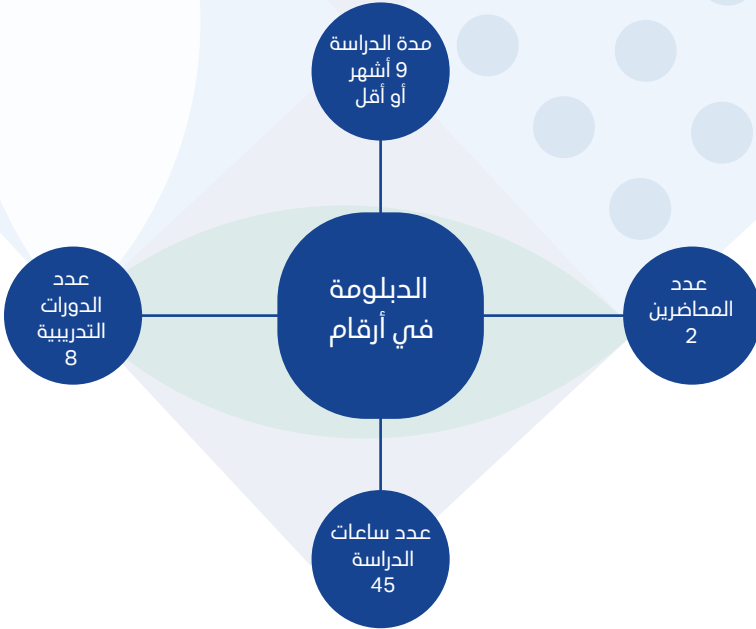 مدة الدراسة
9 أشهر
أو أقل
عدد
المحاضرين
2
الدبلومة
في أرقام
عدد
الدورات
التدريبية
8
عدد ساعات
الدراسة
45